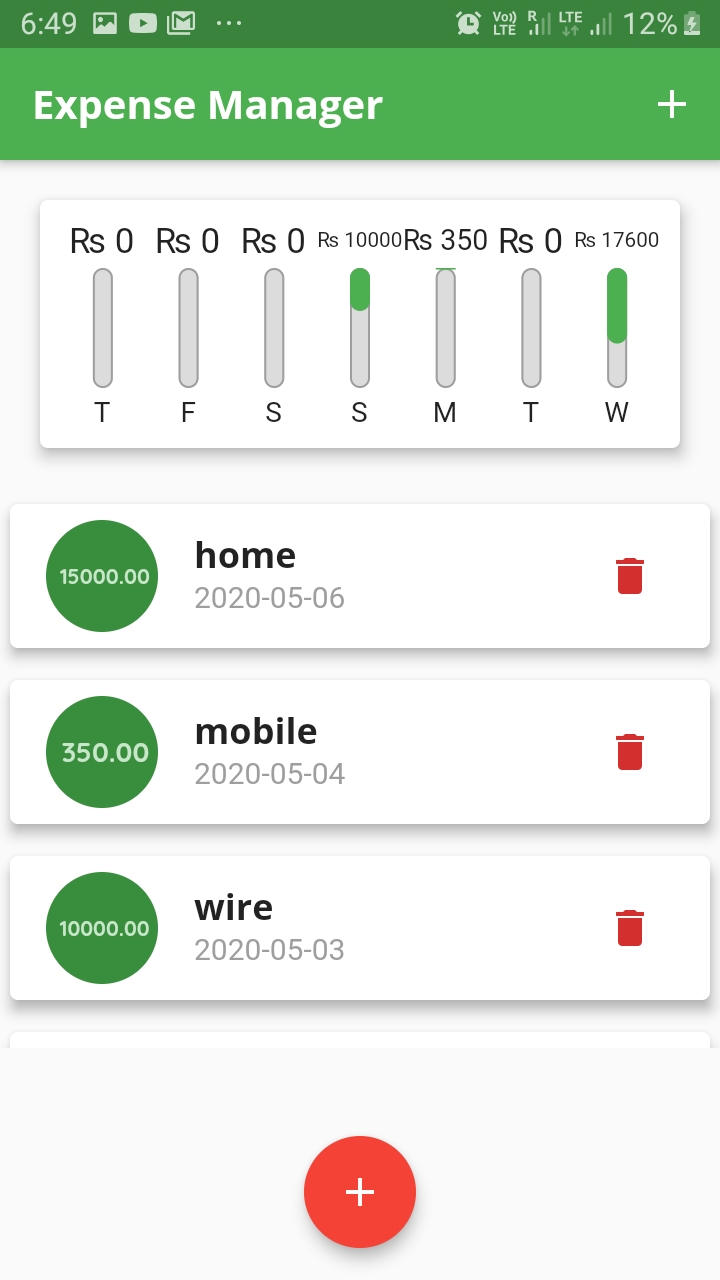 6:49 Vo)) LTE R LTE 12%
Expense Manager
₨ 0 ₨ 0 ₨ 0 ₨ 10000 ₨ 350 ₨ 0 ₨ 17600
T F S S M T W
15000.00
home
2020-05-06
350.00
mobile
2020-05-04
10000.00
wire
2020-05-03